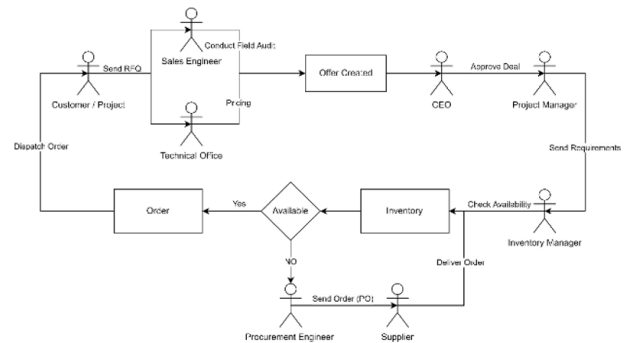 Conduct Field Audit
Send RFQ
Sales Engineer
Offer Created
Approve Deal
Customer / Project
Pricing
CEO
Project Manager
Technical Office
Dispatch Order
Send Requirements
Order
Yes
Available
Inventory
Check Availability
Inventory Manager
NO
Deliver Order
Send Order (PO)
Procurement Engineer
Supplier